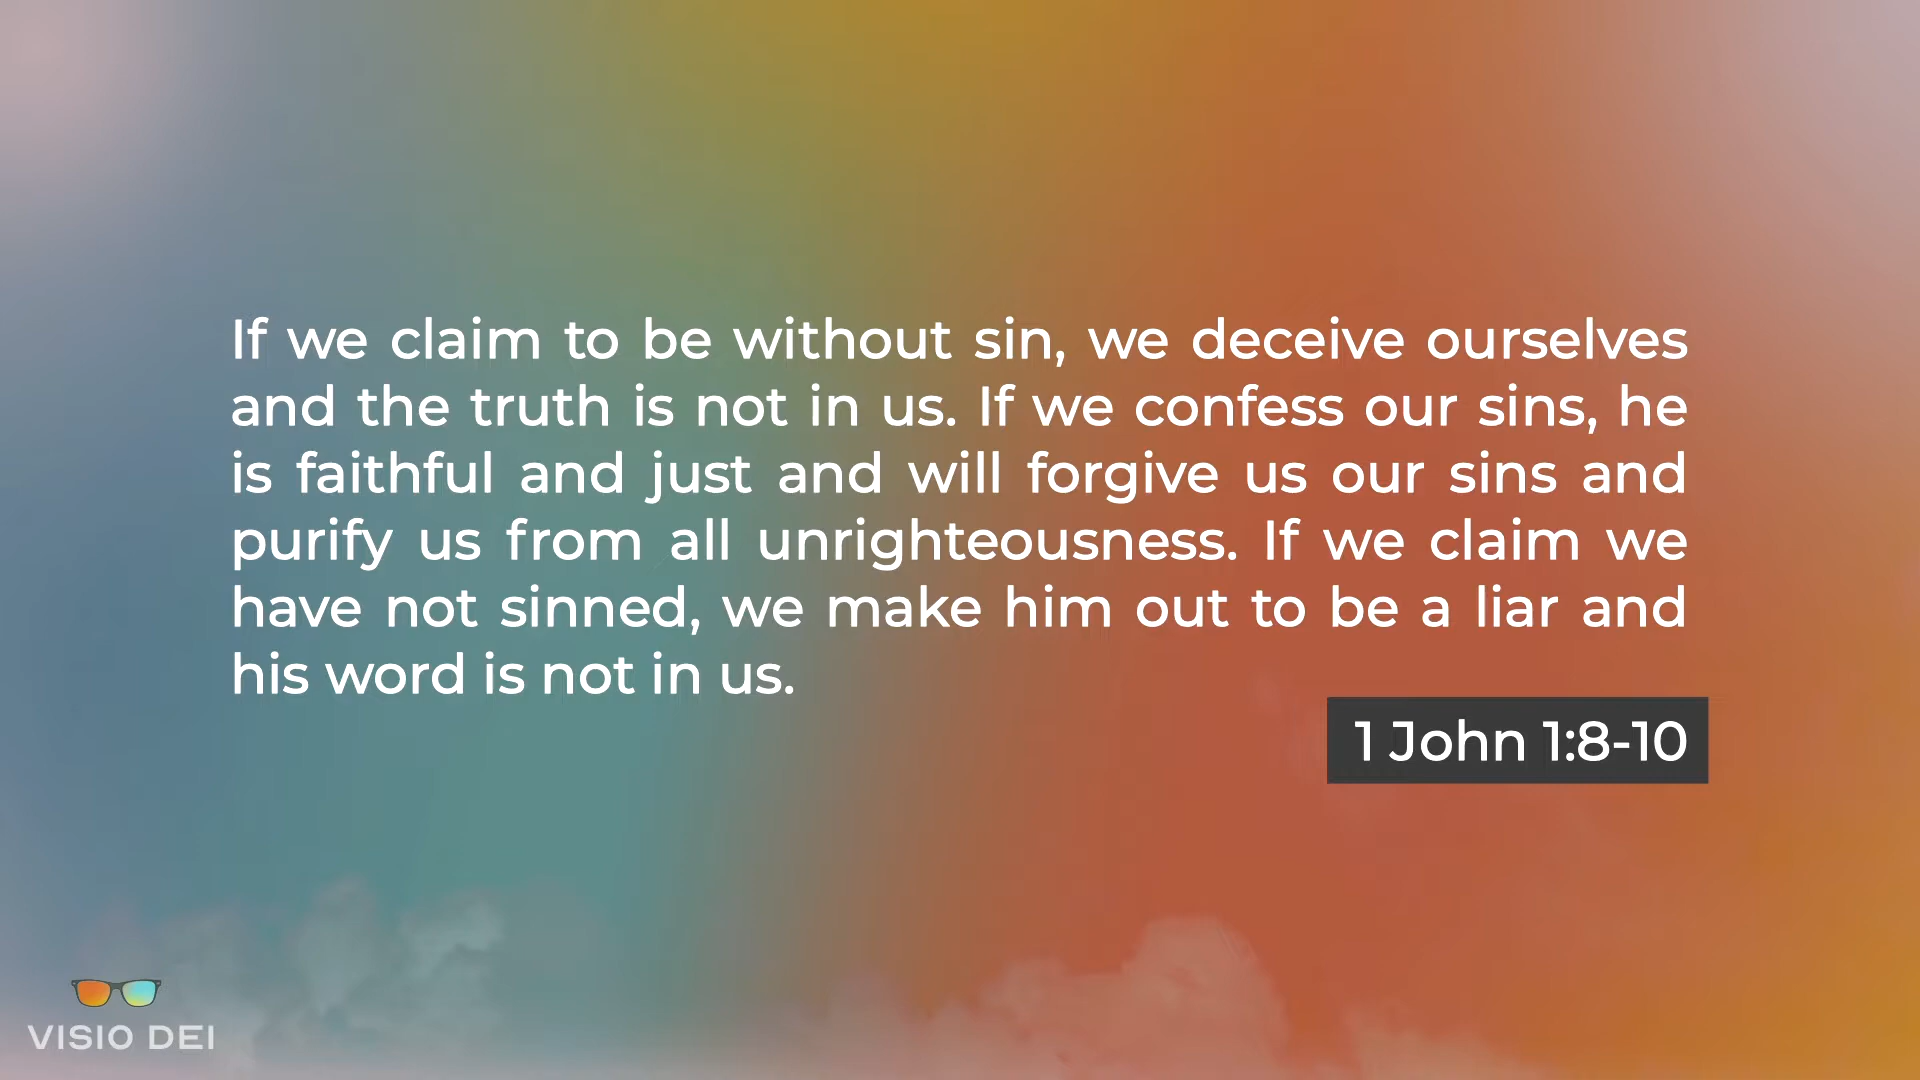 If we claim to be without sin, we deceive ourselves
and the truth is not in us. If we confess our sins, he
is faithful and just and will forgive us our sins and
purify us from all unrighteousness. If we claim we
have not sinned, we make him out to be a liar and
his word is not in us.
1 John 1:8-10
VISIO DEI